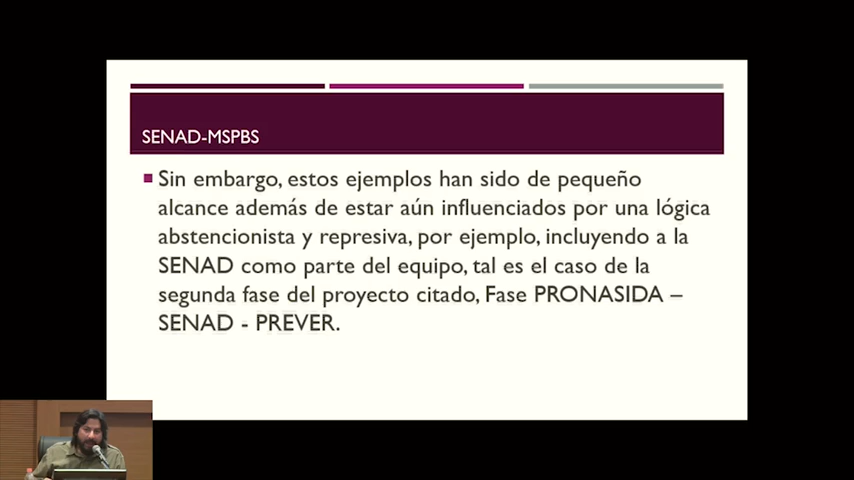 SENAD-MSPBS
Sin embargo, estos ejemplos han sido de pequeño
alcance además de estar aún influenciados por una lógica
abstencionista y represiva, por ejemplo, incluyendo a la
SENAD como parte del equipo, tal es el caso de la
segunda fase del proyecto citado, Fase PRONASIDA –
SENAD - PREVER.